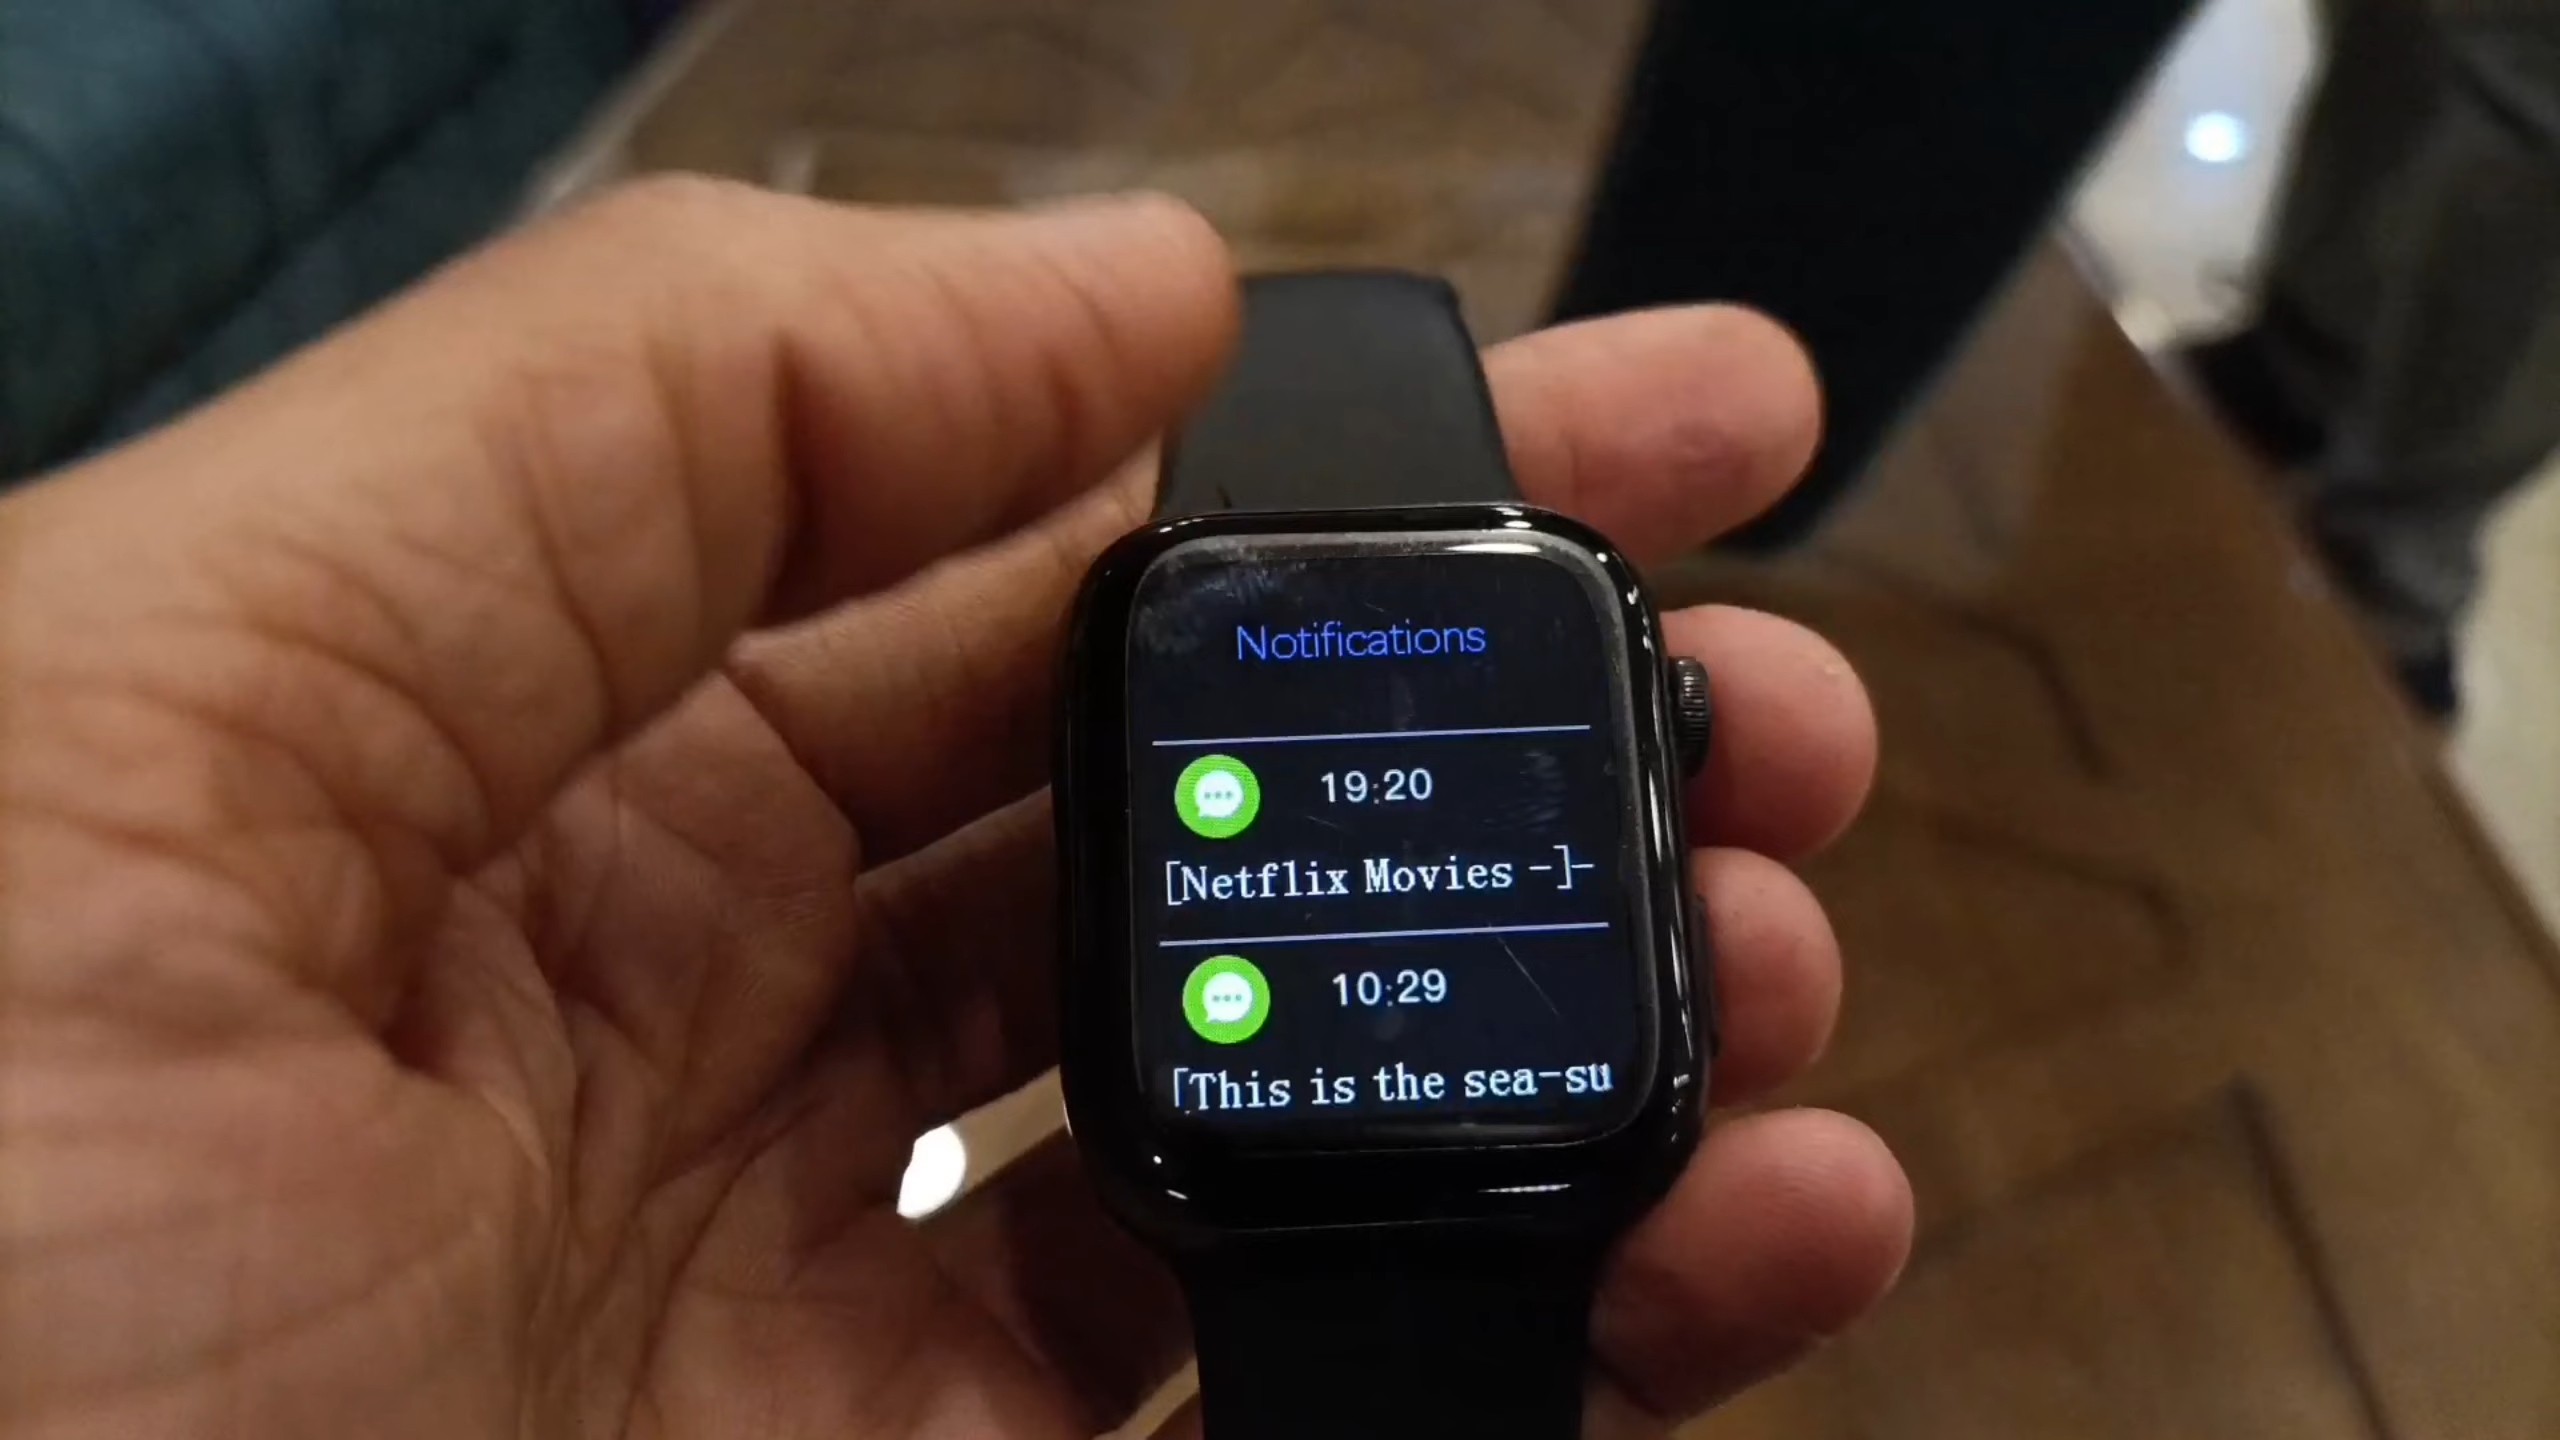 Notifications
19:20
[Netflix Movies -]-
10:29
[This is the sea-su